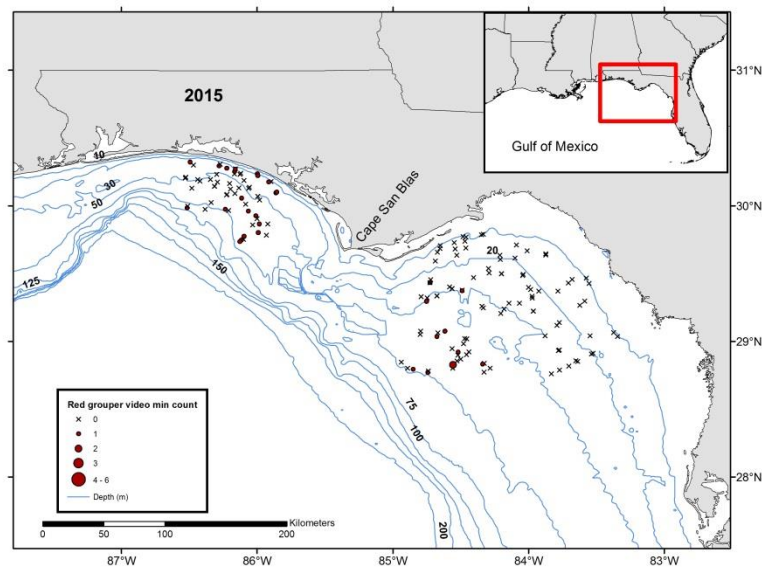 2015
Gulf of Mexico
31°N
30°N
29°N
28°N
10
30
50
125
150
Cape San Blas
20
75
100
200
Red grouper video min count
0
1
2
3
4 - 6
Depth (m)
Kilometers
0 50 100 200
87°W 86°W 85°W 84°W 83°W